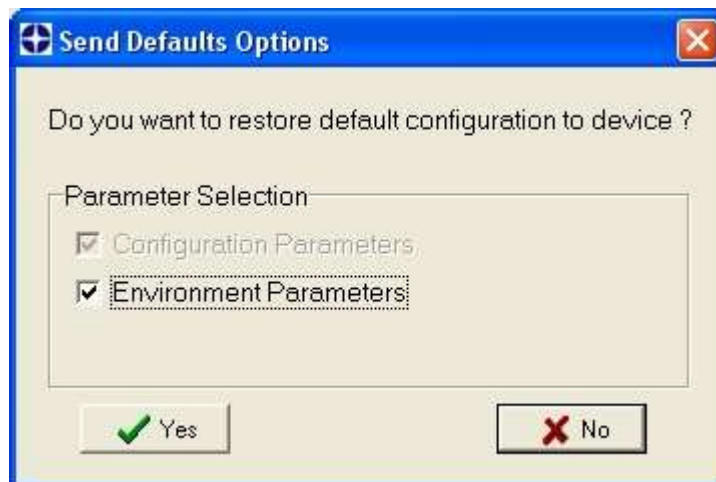 Send Defaults Options
Do you want to restore default configuration to device ?
Parameter Selection
Configuration Parameters
Environment Parameters
Yes
No